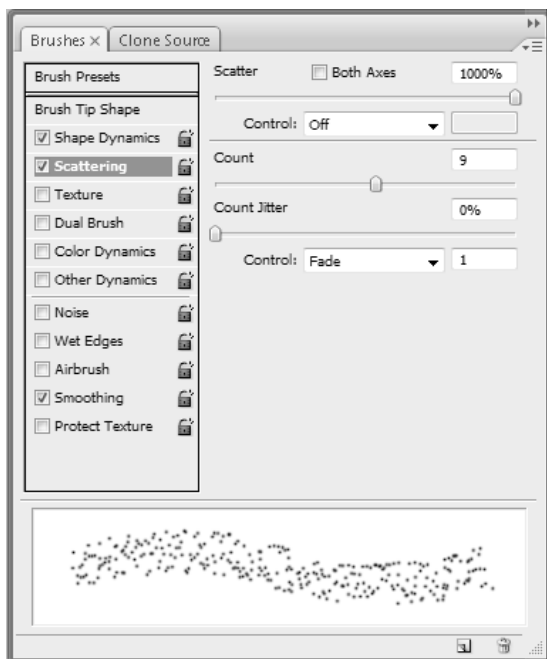 Brushes × Clone Source
Brush Presets
Brush Tip Shape
Shape Dynamics
Scattering
Texture
Dual Brush
Color Dynamics
Other Dynamics
Noise
Wet Edges
Airbrush
Smoothing
Protect Texture
Scatter Both Axes 1000%
Control: Off
Count 9
Count Jitter 0%
Control: Fade 1